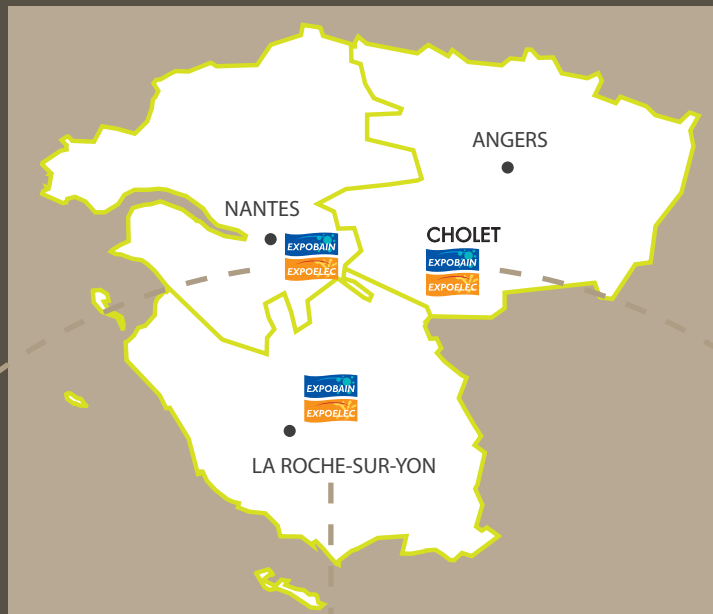 ANGERS
NANTES
CHOLET
EXPOBAIN
EXPOELEC
EXPOBAIN
EXPOELEC
EXPOBAIN
EXPOELEC
LA ROCHE-SUR-YON